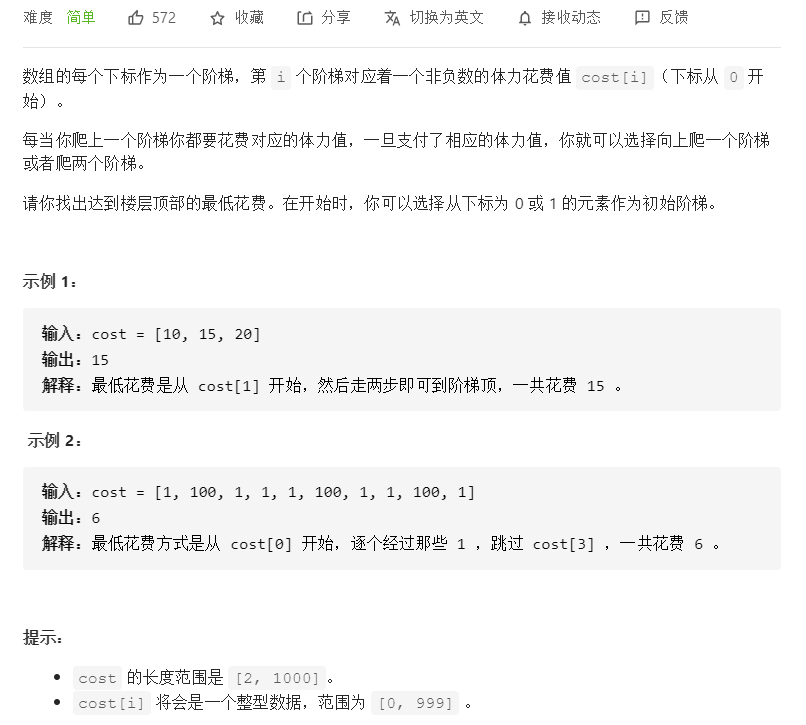 难度 简单 572 收藏 分享 切换为英文 接收动态 反馈
数组的每个下标作为一个阶梯，第 i 个阶梯对应着一个非负数的体力花费值 cost[i]（下标从 0 开
始）。
每当你爬上一个阶梯你都要花费对应的体力值，一旦支付了相应的体力值，你就可以选择向上爬一个阶梯
或者爬两个阶梯。
请你找出达到楼层顶部的最低花费。在开始时，你可以选择从下标为 0 或 1 的元素作为初始阶梯。
示例 1：
输入：cost = [10, 15, 20]
输出：15
解释：最低花费是从 cost[1] 开始，然后走两步即可到阶梯顶，一共花费 15 。
示例 2：
输入：cost = [1, 100, 1, 1, 1, 100, 1, 1, 100, 1]
输出：6
解释：最低花费方式是从 cost[0] 开始，逐个经过那些 1 ，跳过 cost[3] ，一共花费 6 。
提示：
• cost 的长度范围是 [2, 1000]。
• cost[i] 将会是一个整型数据，范围为 [0, 999] 。